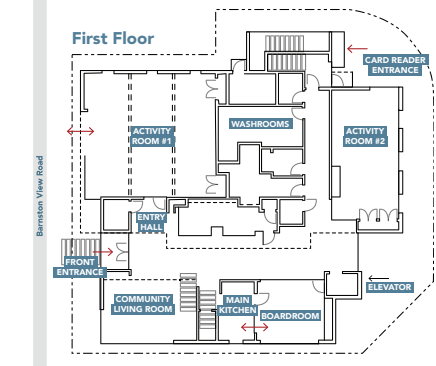 First Floor
CARD READER
ENTRANCE
WASHROOMS
ACTIVITY
ROOM #1
ACTIVITY
ROOM #2
Barnston View Road
ENTRY
HALL
FRONT
ENTRANCE
ELEVATOR
COMMUNITY
LIVING ROOM
MAIN
KITCHEN
BOARDROOM